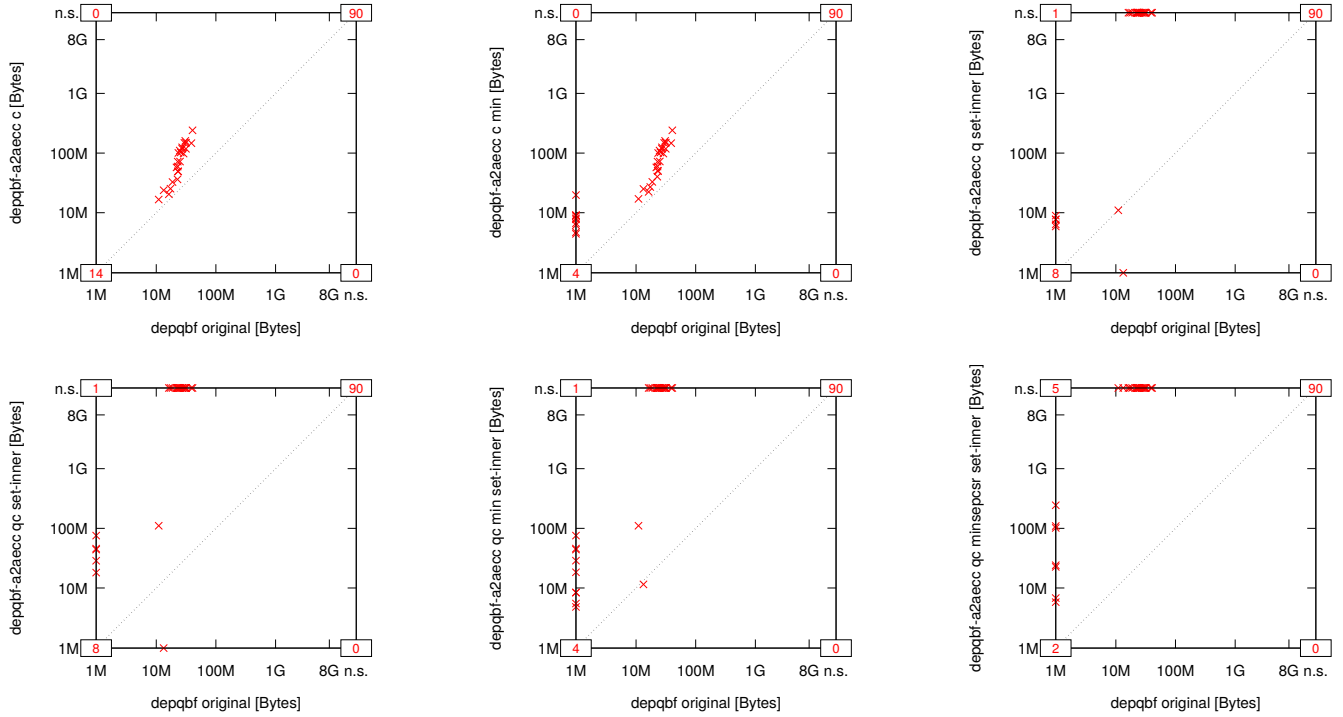 n.s. 0 90
8G
1G
100M
10M
1M 14 0
1M 10M 100M 1G 8G n.s.
depqbf original [Bytes]
depqbf-a2aecc c [Bytes]
n.s. 0 90
8G
1G
100M
10M
1M 4 0
1M 10M 100M 1G 8G n.s.
depqbf original [Bytes]
depqbf-a2aecc c min [Bytes]
n.s. 1 90
8G
1G
100M
10M
1M 8 0
1M 10M 100M 1G 8G n.s.
depqbf original [Bytes]
depqbf-a2aecc q set-inner [Bytes]
n.s. 1 90
8G
1G
100M
10M
1M 8 0
1M 10M 100M 1G 8G n.s.
depqbf original [Bytes]
depqbf-a2aecc qc set-inner [Bytes]
n.s. 1 90
8G
1G
100M
10M
1M 4 0
1M 10M 100M 1G 8G n.s.
depqbf original [Bytes]
depqbf-a2aecc qc min set-inner [Bytes]
n.s. 5 90
8G
1G
100M
10M
1M 2 0
1M 10M 100M 1G 8G n.s.
depqbf original [Bytes]
depqbf-a2aecc qc minsepcsr set-inner [Bytes]